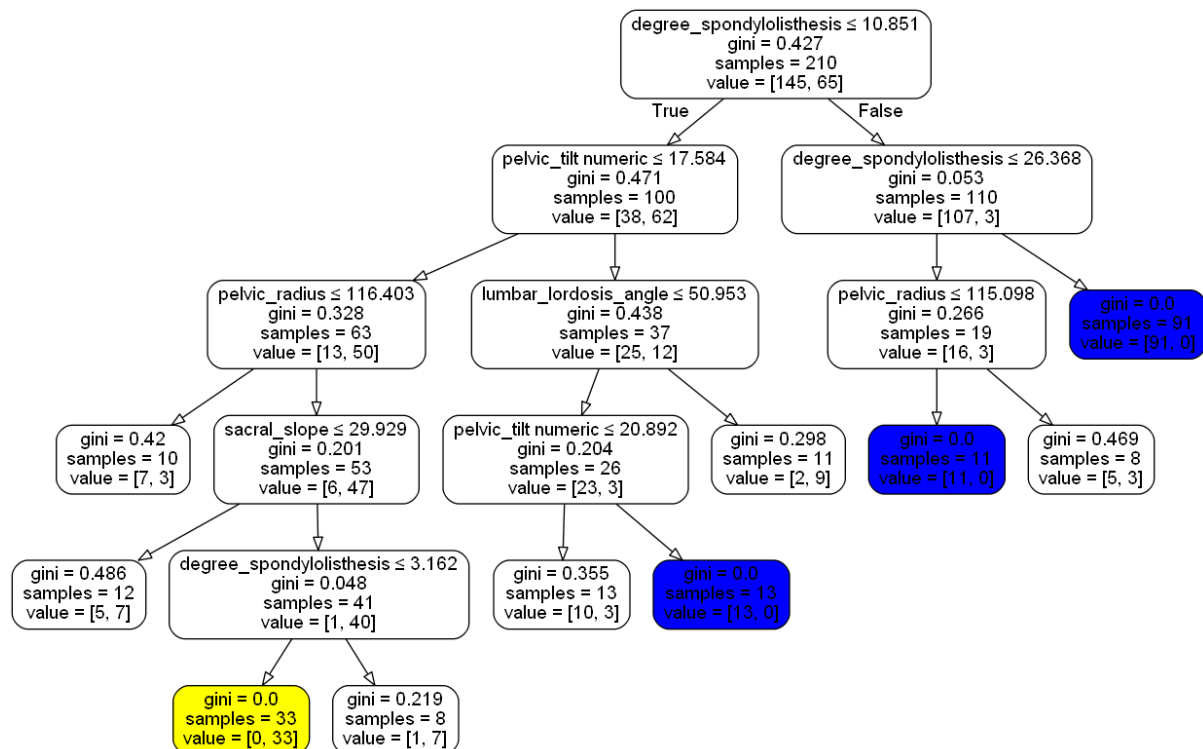 degree_spondylolisthesis ≤ 10.851
gini = 0.427
samples = 210
value = [145, 65]
True
False
pelvic_tilt numeric ≤ 17.584
gini = 0.471
samples = 100
value = [38, 62]
degree_spondylolisthesis ≤ 26.368
gini = 0.053
samples = 110
value = [107, 3]
pelvic_radius ≤ 116.403
gini = 0.328
samples = 63
value = [13, 50]
lumbar_lordosis_angle ≤ 50.953
gini = 0.438
samples = 37
value = [25, 12]
pelvic_radius ≤ 115.098
gini = 0.266
samples = 19
value = [16, 3]
gini = 0.0
samples = 91
value = [91, 0]
gini = 0.42
samples = 10
value = [7, 3]
sacral_slope ≤ 29.929
gini = 0.201
samples = 53
value = [6, 47]
pelvic_tilt numeric ≤ 20.892
gini = 0.204
samples = 26
value = [23, 3]
gini = 0.298
samples = 11
value = [2, 9]
gini = 0.0
samples = 11
value = [11, 0]
gini = 0.469
samples = 8
value = [5, 3]
gini = 0.486
samples = 12
value = [5, 7]
degree_spondylolisthesis ≤ 3.162
gini = 0.048
samples = 41
value = [1, 40]
gini = 0.355
samples = 13
value = [10, 3]
gini = 0.0
samples = 13
value = [13, 0]
gini = 0.0
samples = 33
value = [0, 33]
gini = 0.219
samples = 8
value = [1, 7]